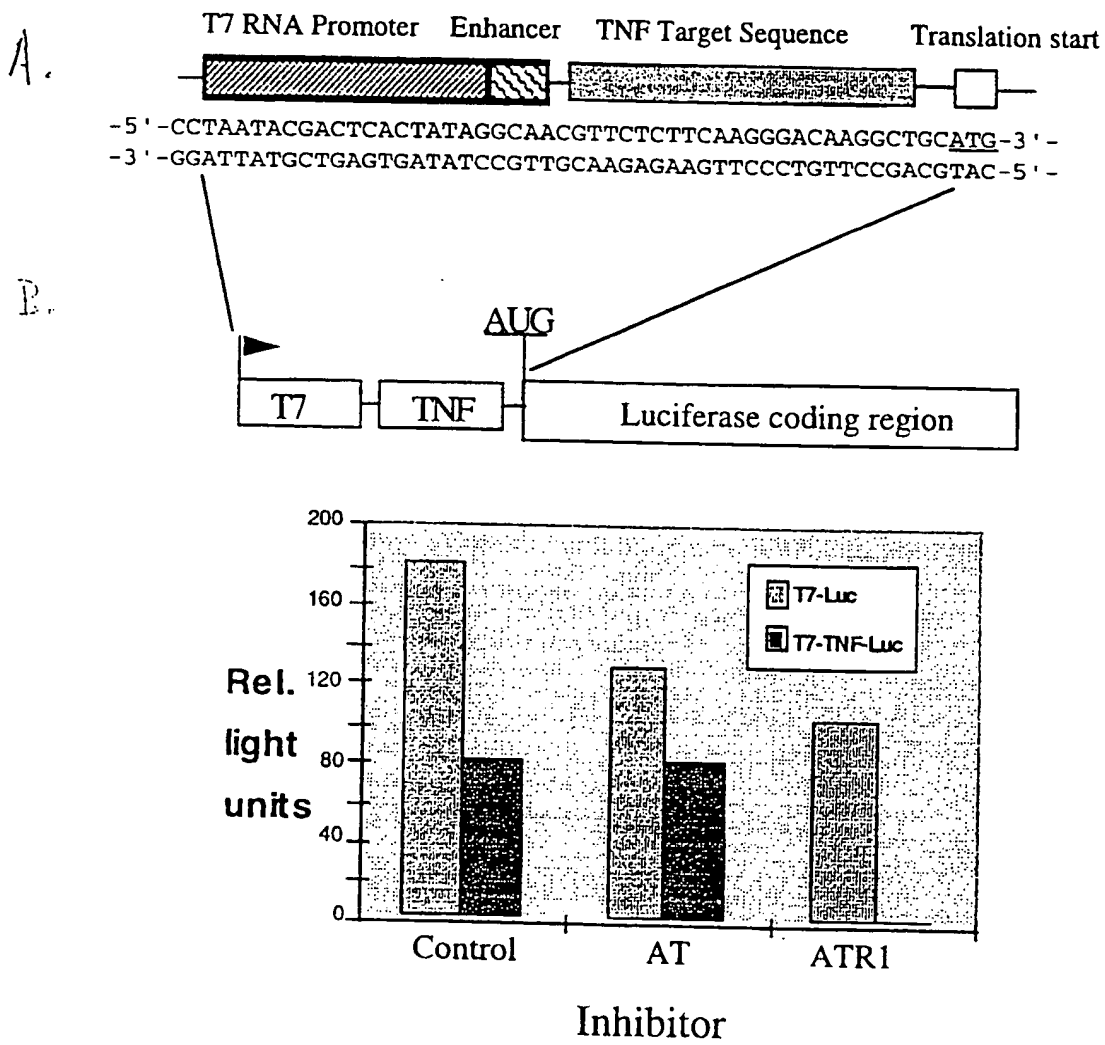 T7 RNA Promoter Enhancer TNF Target Sequence Translation start
A.
-5'-CCTAATACGACTCACTATAGGCAACGTTCTCTTCAAGGGACAAGGCTGCATG-3'-
-3'-GGATTATGCTGAGTGATATCCGTTGCAAGAGAAGTTCCCTGTTCCGACGTAC-5'-
B.
AUG
T7 TNF Luciferase coding region
200
160
120
80
40
0
Rel.
light
units
T7-Luc
T7-TNF-Luc
Control AT ATR1
Inhibitor